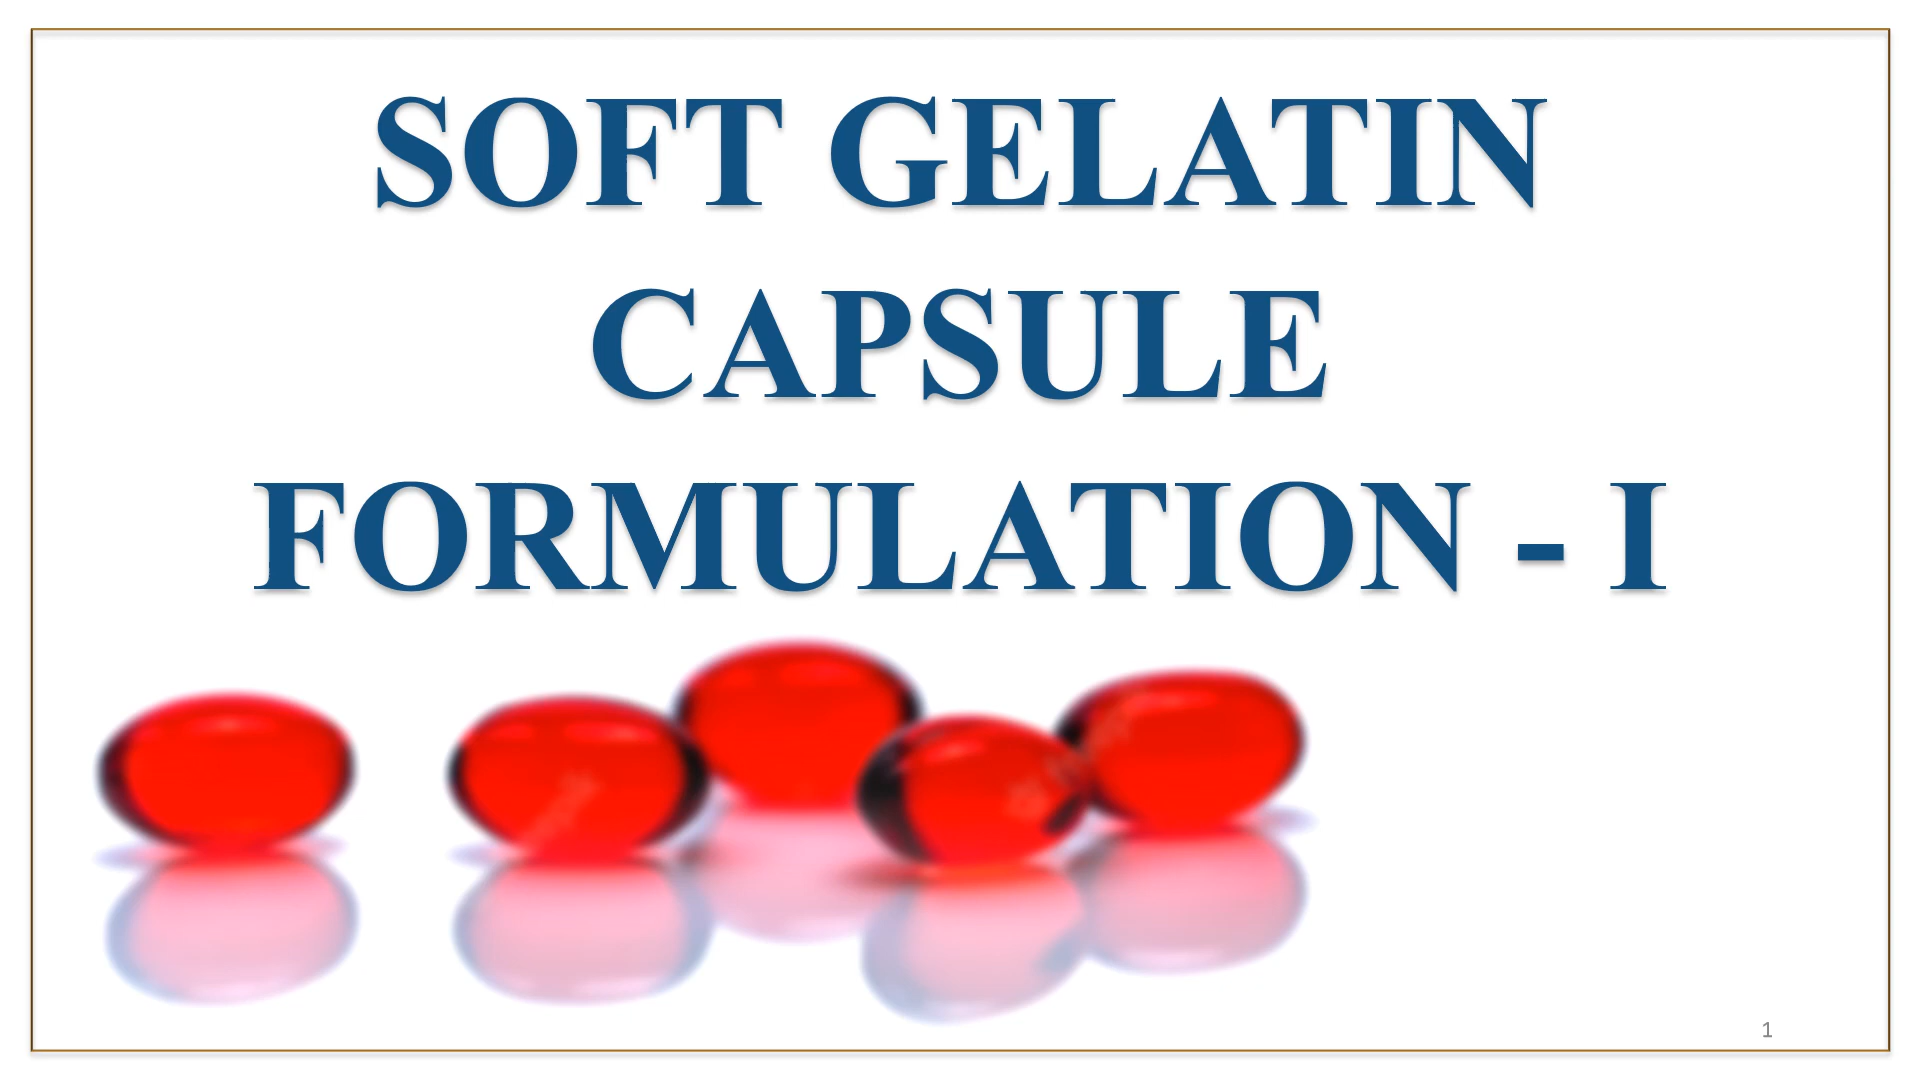 SOFT GELATIN
CAPSULE
FORMULATION - I
1